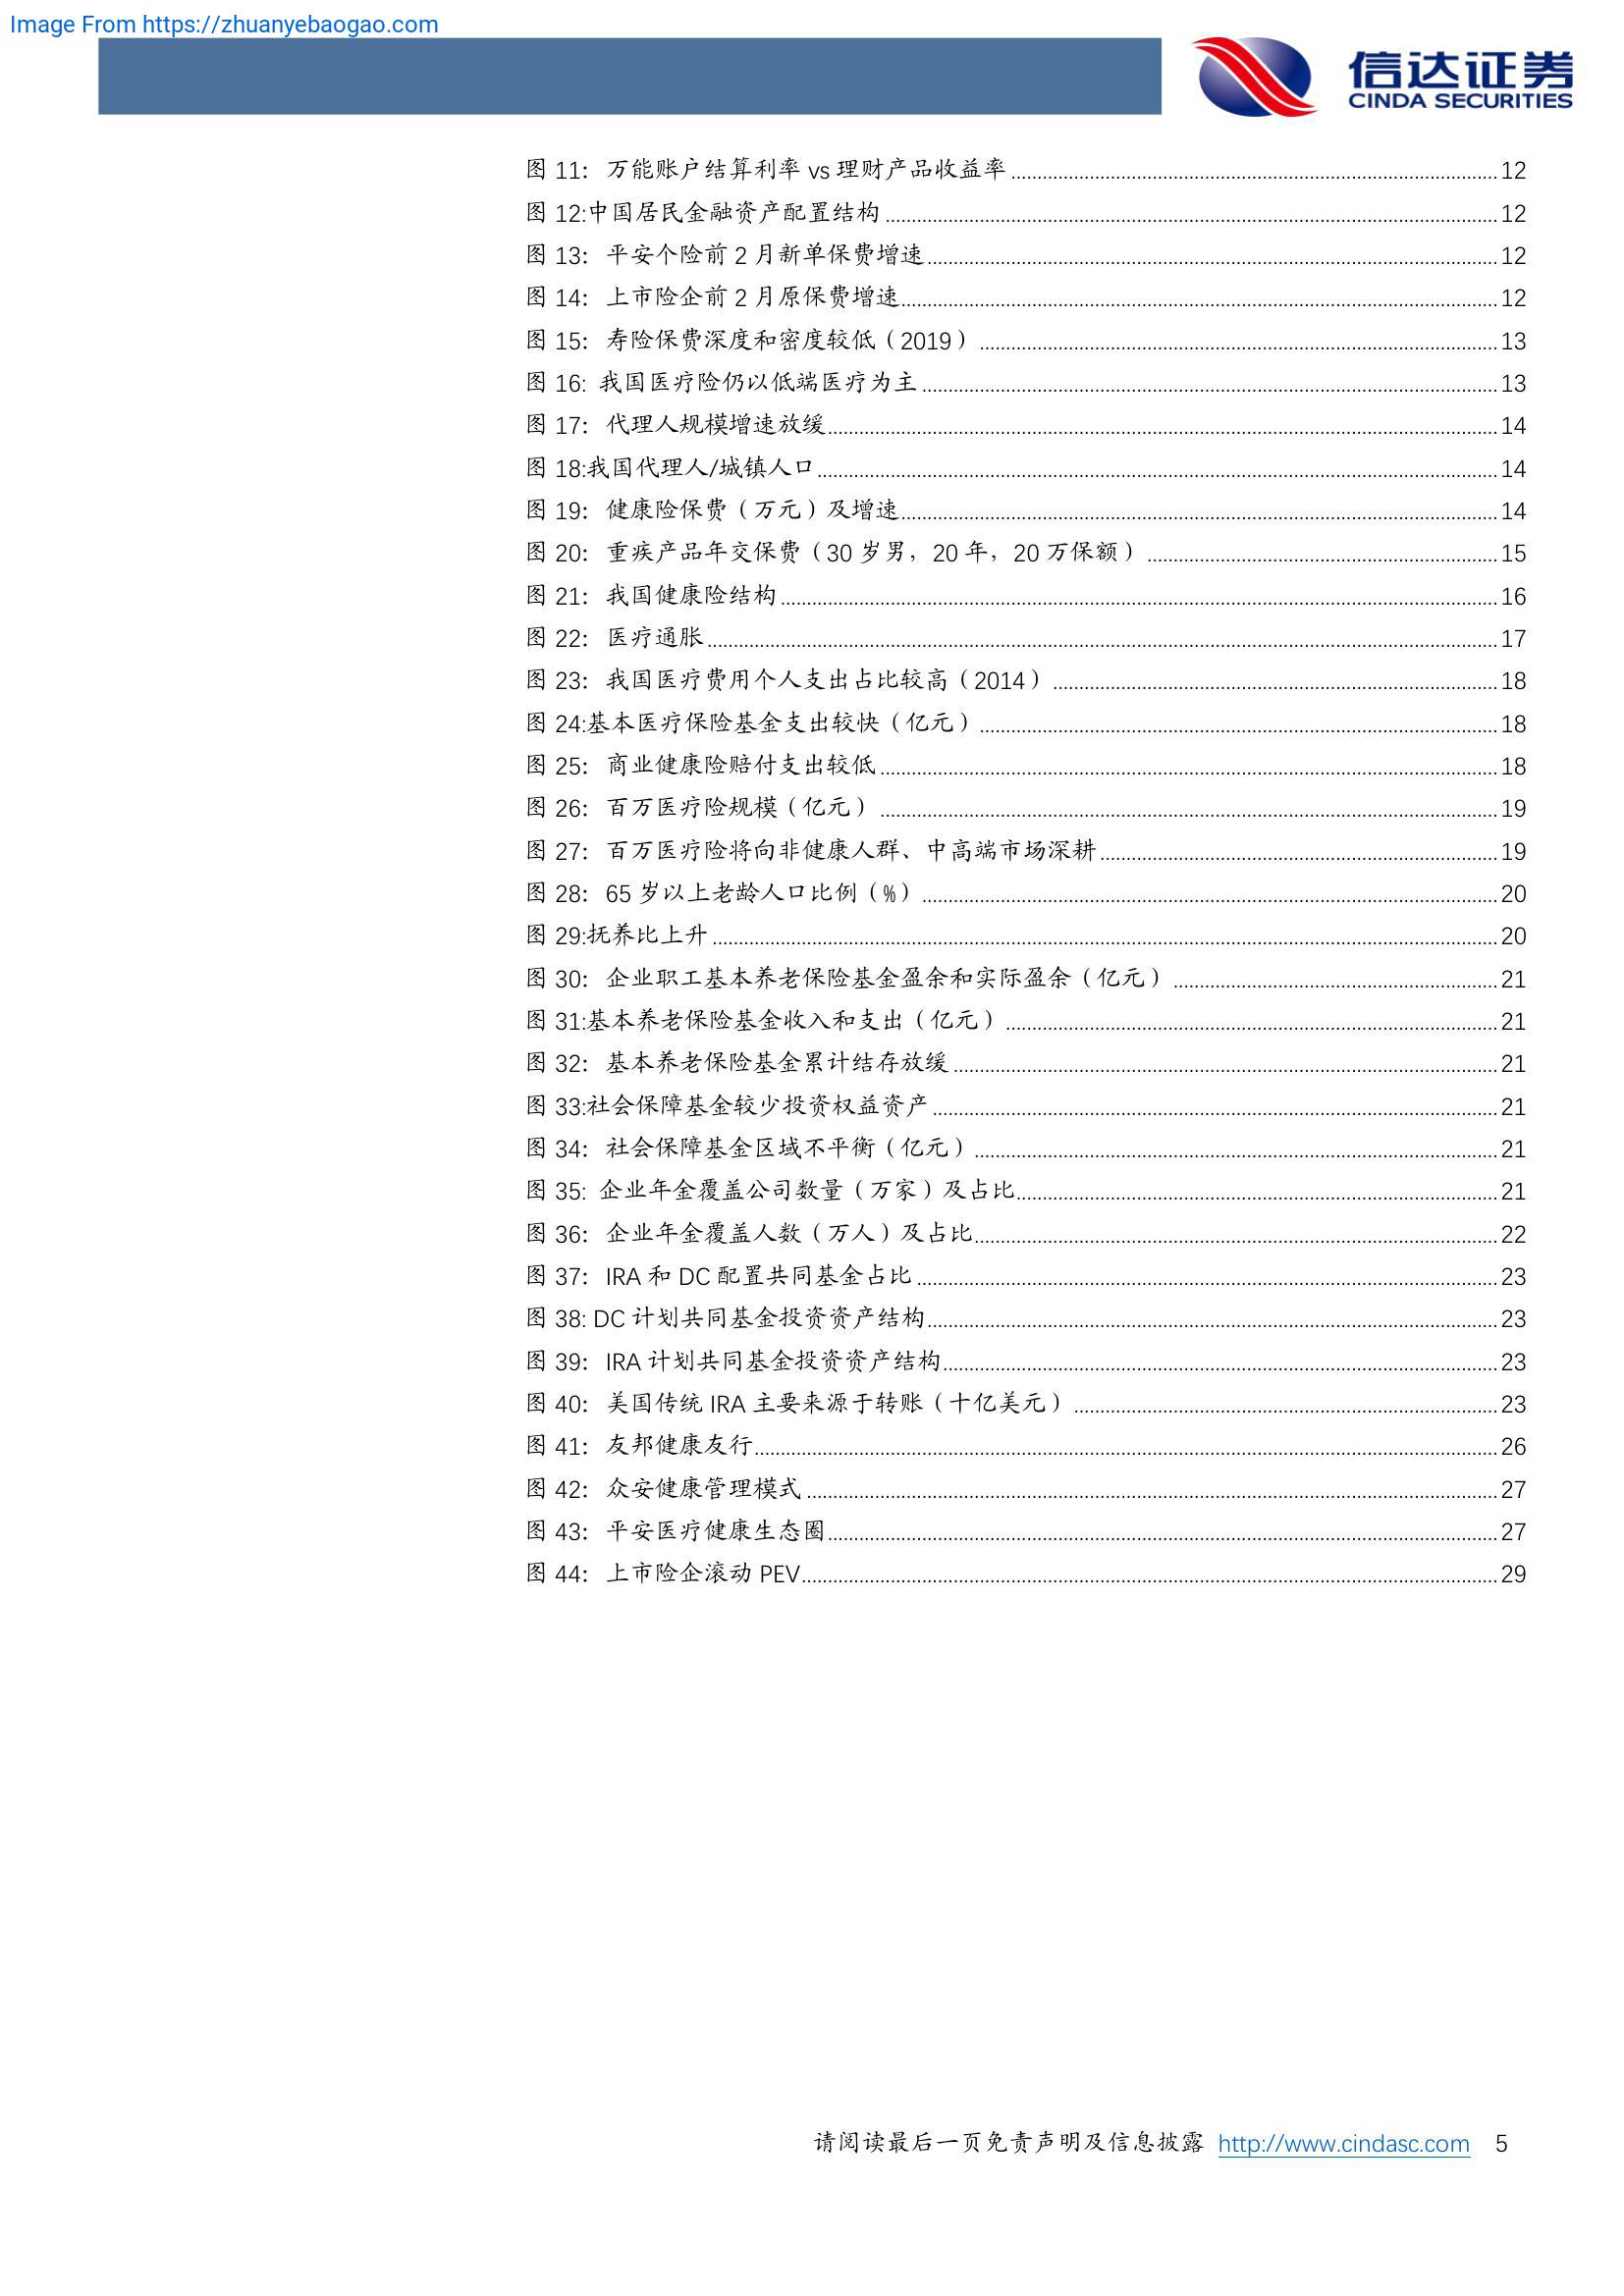 Image From https://zhuanyebaogao.com
信达证券
CINDA SECURITIES
图 11: 万能账户结算利率 vs 理财产品收益率 12
图 12:中国居民金融资产配置结构 12
图 13: 平安个险前 2 月新单保费增速 12
图 14: 上市险企前 2 月原保费增速 12
图 15: 寿险保费深度和密度较低（2019） 13
图 16: 我国医疗险仍以低端医疗为主 13
图 17: 代理人规模增速放缓 14
图 18:我国代理人/城镇人口 14
图 19: 健康险保费（万元）及增速 14
图 20: 重疾产品年交保费（30 岁男，20 年，20 万保额） 15
图 21: 我国健康险结构 16
图 22: 医疗通胀 17
图 23: 我国医疗费用个人支出占比较高（2014） 18
图 24:基本医疗保险基金支出较快（亿元） 18
图 25: 商业健康险赔付支出较低 18
图 26: 百万医疗险规模（亿元） 19
图 27: 百万医疗险将向非健康人群、中高端市场深耕 19
图 28: 65 岁以上老龄人口比例（%） 20
图 29:抚养比上升 20
图 30: 企业职工基本养老保险基金盈余和实际盈余（亿元） 21
图 31:基本养老保险基金收入和支出（亿元） 21
图 32: 基本养老保险基金累计结存放缓 21
图 33:社会保障基金较少投资权益资产 21
图 34: 社会保障基金区域不平衡（亿元） 21
图 35: 企业年金覆盖公司数量（万家）及占比 21
图 36: 企业年金覆盖人数（万人）及占比 22
图 37: IRA 和 DC 配置共同基金占比 23
图 38: DC 计划共同基金投资资产结构 23
图 39: IRA 计划共同基金投资资产结构 23
图 40: 美国传统 IRA 主要来源于转账（十亿美元） 23
图 41: 友邦健康友行 26
图 42: 众安健康管理模式 27
图 43: 平安医疗健康生态圈 27
图 44: 上市险企滚动 PEV 29
请阅读最后一页免责声明及信息披露 http://www.cindasc.com 5